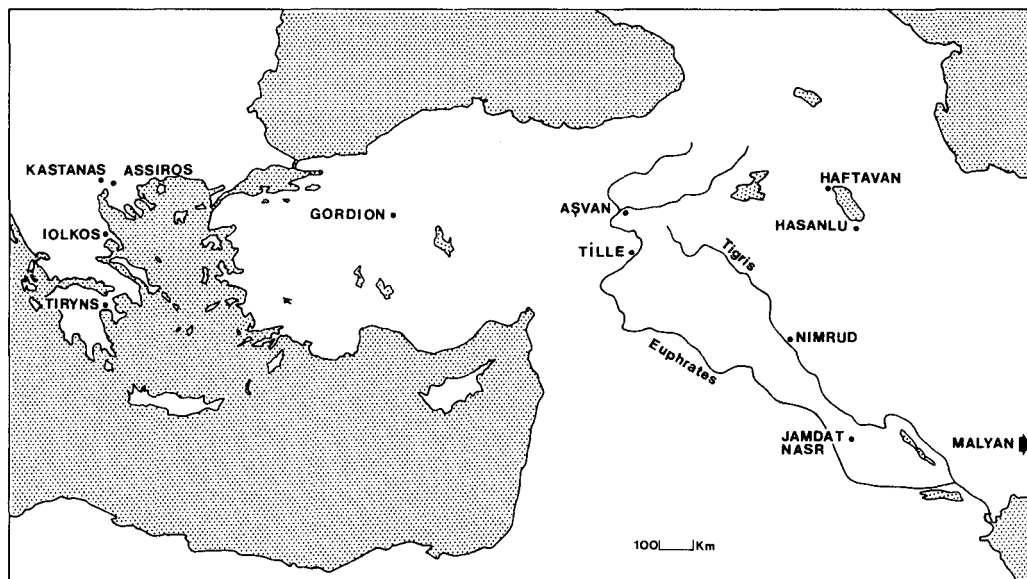 KASTANAS
ASSIROS
IOLKOS
TIRYNS
GORDION
AŞVAN
TİLLE
HAFTAVAN
HASANLU
Tigris
NIMRUD
Euphrates
JAMDAT
NASR
MALYAN
100 Km